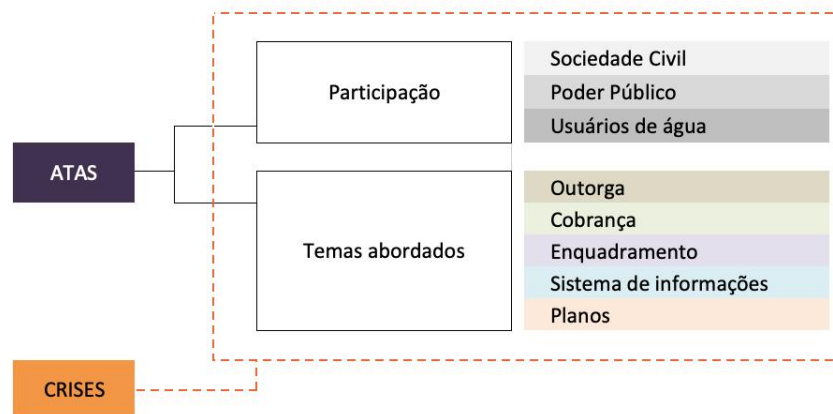 Participação
Sociedade Civil
Poder Público
Usuários de água
ATAS
Temas abordados
Outorga
Cobrança
Enquadramento
Sistema de informações
Planos
CRISES